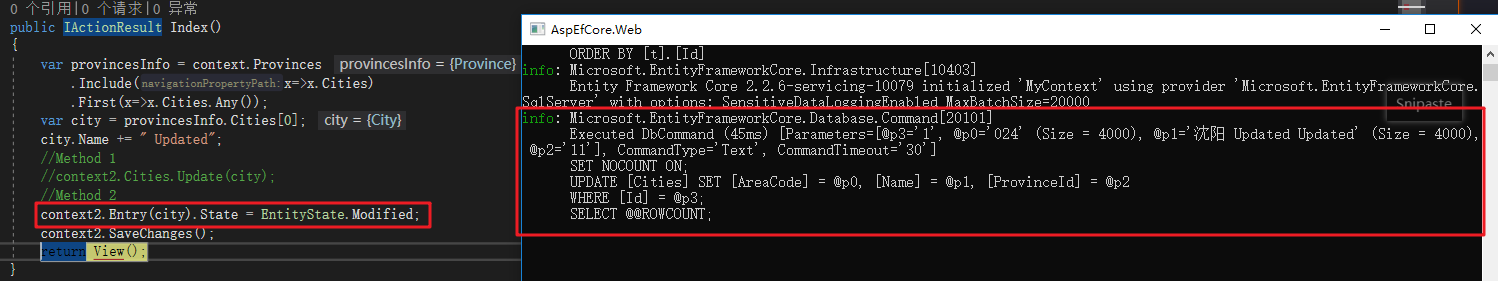 0 个引用|0 个请求|0 异常
public IActionResult Index()
{
var provincesInfo = context.Provinces provincesInfo = {Province}
.Include(navigationPropertyPath:x=>x.Cities)
.First(x=>x.Cities.Any());
var city = provincesInfo.Cities[0]; city = {City}
city.Name += " Updated";
//Method 1
//context2.Cities.Update(city);
//Method 2
context2.Entry(city).State = EntityState.Modified;
context2.SaveChanges();
return View();
}
AspEfCore.Web
ORDER BY [t].[Id]
info: Microsoft.EntityFrameworkCore.Infrastructure[10403]
Entity Framework Core 2.2.6-servicing-10079 initialized 'MyContext' using provider 'Microsoft.EntityFrameworkCore.
SqlServer' with options: SensitiveDataLoggingEnabled MaxBatchSize=20000
Snipaste
info: Microsoft.EntityFrameworkCore.Database.Command[20101]
Executed DbCommand (45ms) [Parameters=[@p3='1', @p0='024' (Size = 4000), @p1='沈阳 Updated Updated' (Size = 4000),
@p2='11'], CommandType='Text', CommandTimeout='30']
SET NOCOUNT ON;
UPDATE [Cities] SET [AreaCode] = @p0, [Name] = @p1, [ProvinceId] = @p2
WHERE [Id] = @p3;
SELECT @@ROWCOUNT;